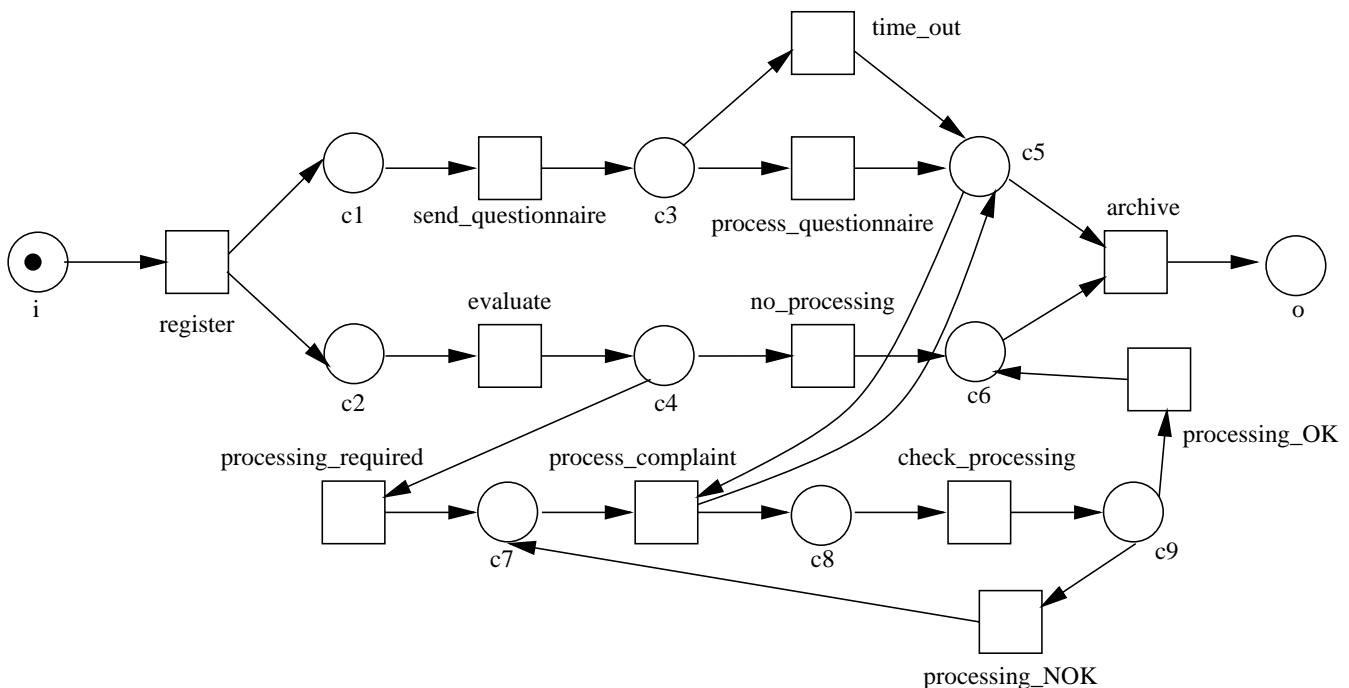 time_out
c5
c1
send_questionnaire
c3
process_questionnaire
archive
i
register
evaluate
no_processing
o
c2
c4
c6
processing_OK
processing_required
process_complaint
check_processing
c7
c8
c9
processing_NOK